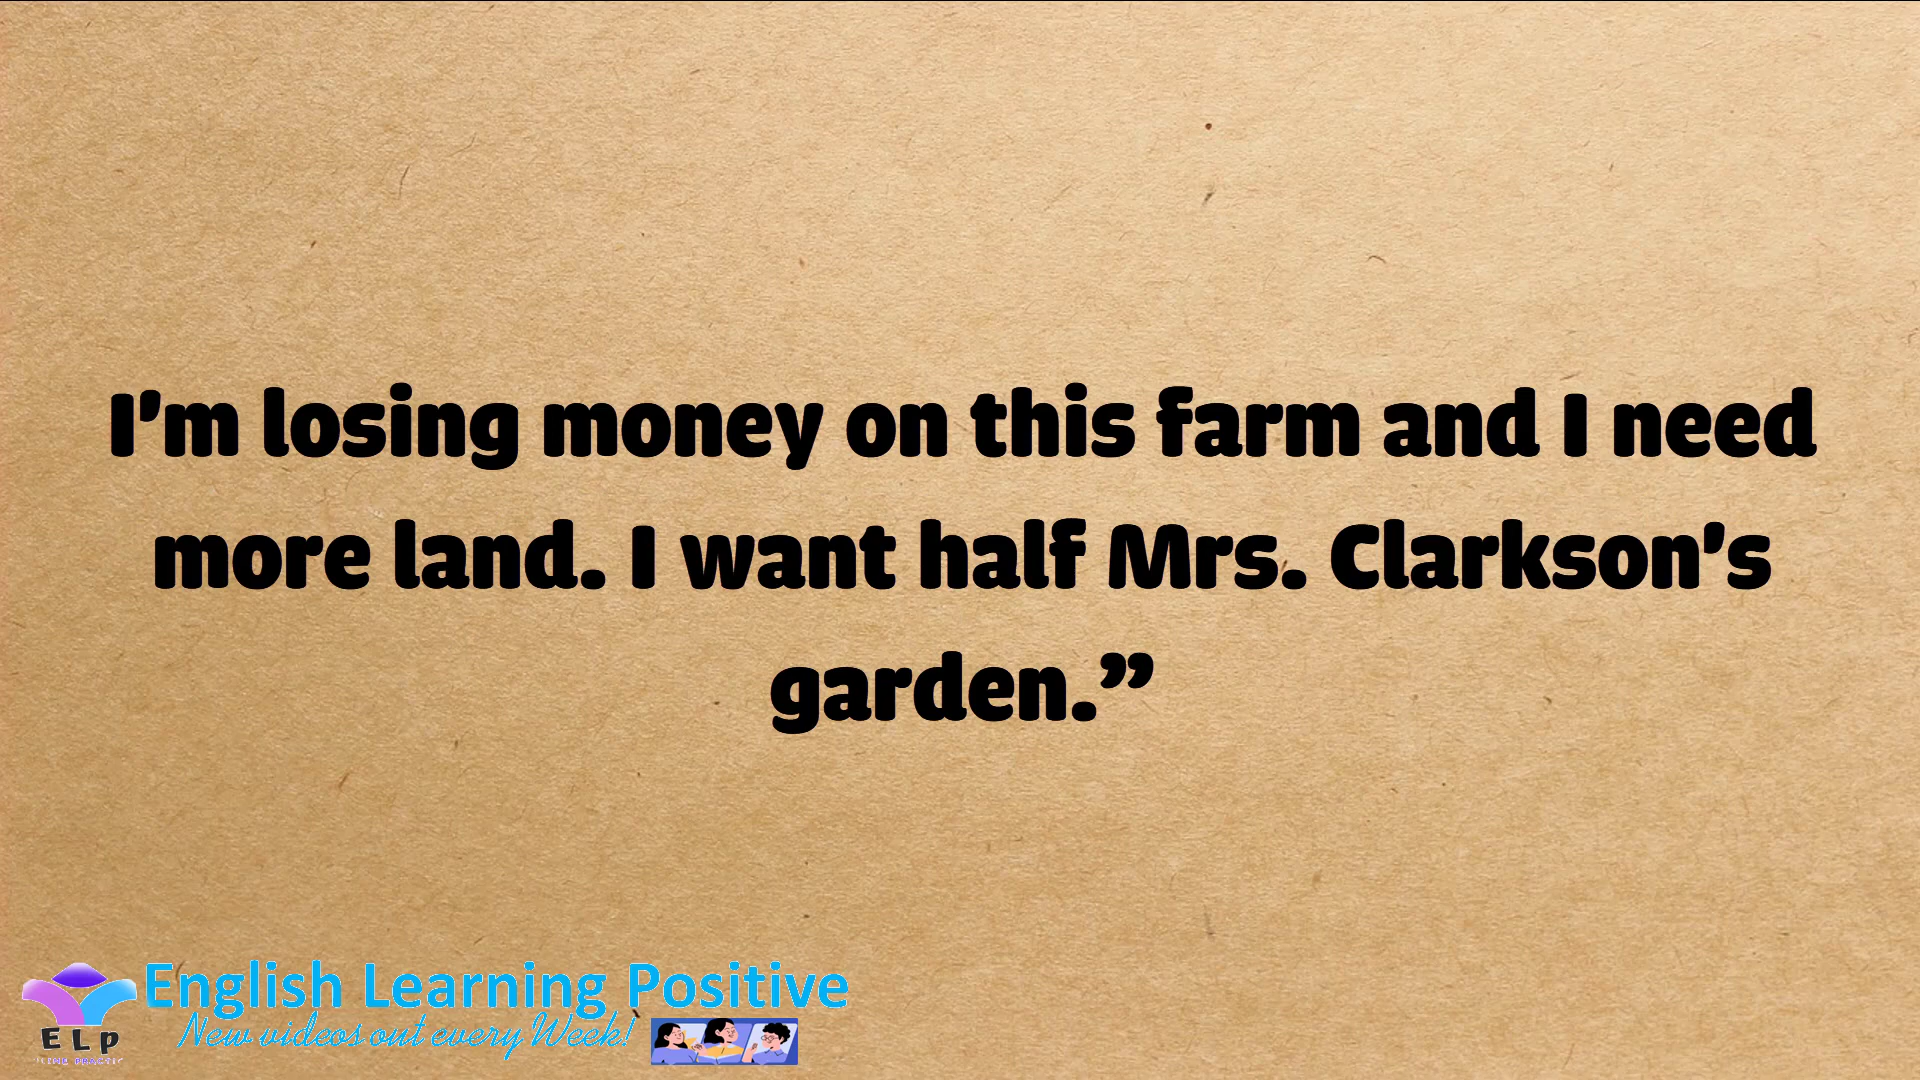 I’m losing money on this farm and I need
more land. I want half Mrs. Clarkson’s
garden.”
English Learning Positive
New videos out every Week!
ELP